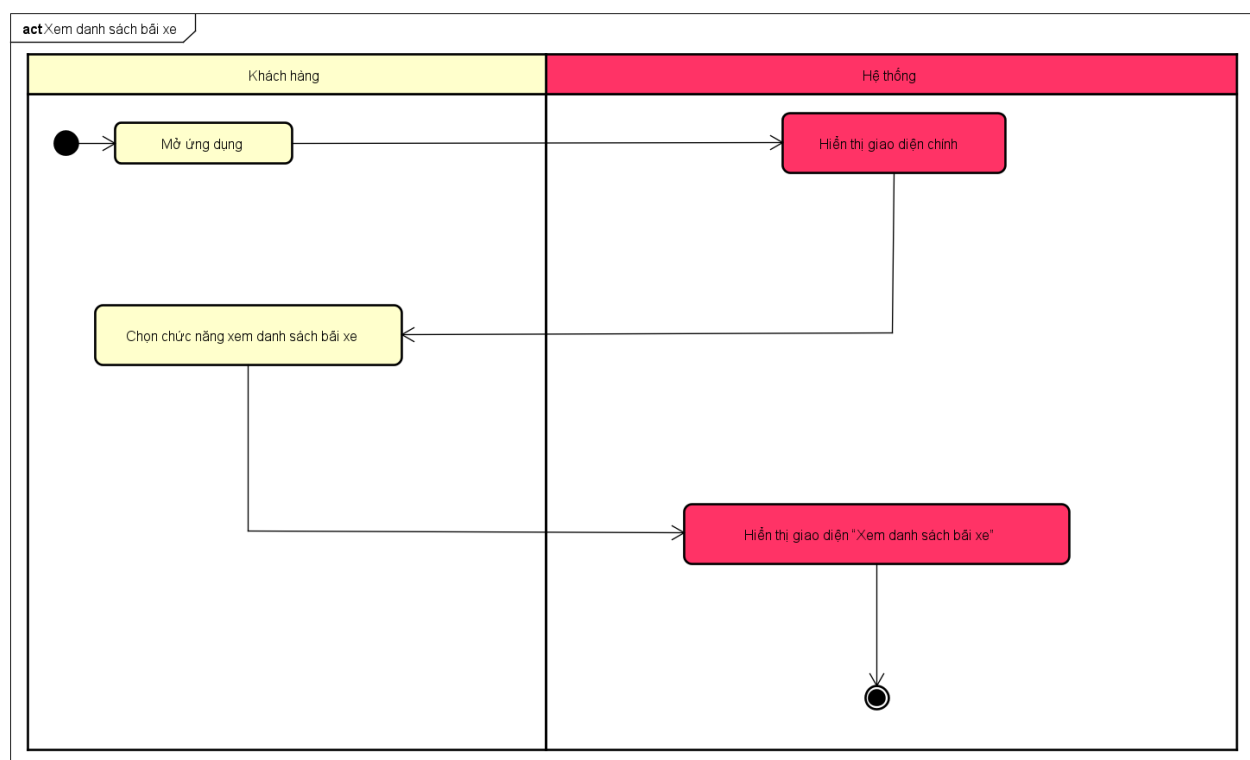 act Xem danh sách bãi xe
Khách hàng
Hệ thống
Mở ứng dụng
Hiển thị giao diện chính
Chọn chức năng xem danh sách bãi xe
Hiển thị giao diện "Xem danh sách bãi xe"